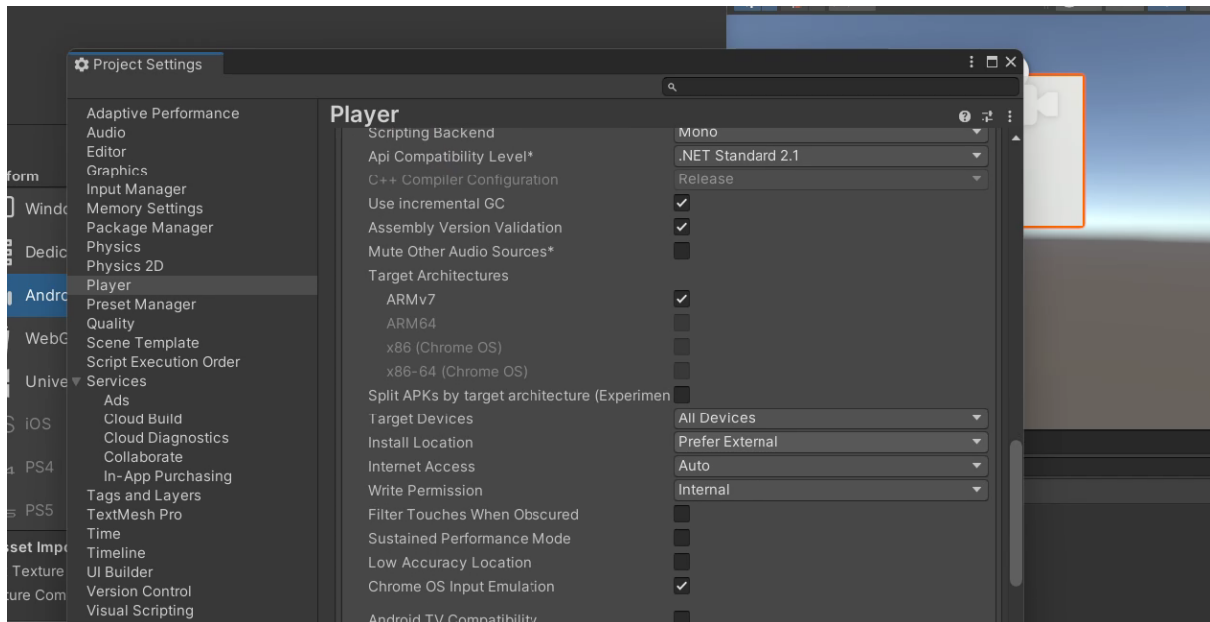 Project Settings
Adaptive Performance
Audio
Editor
Graphics
Input Manager
Memory Settings
Package Manager
Physics
Physics 2D
Player
Preset Manager
Quality
Scene Template
Script Execution Order
Services
Ads
Cloud Build
Cloud Diagnostics
Collaborate
In-App Purchasing
Tags and Layers
TextMesh Pro
Time
Timeline
UI Builder
Version Control
Visual Scripting
Player
Scripting Backend Mono
Api Compatibility Level* .NET Standard 2.1
C++ Compiler Configuration Release
Use incremental GC
Assembly Version Validation
Mute Other Audio Sources*
Target Architectures
ARMv7
ARM64
x86 (Chrome OS)
x86-64 (Chrome OS)
Split APKs by target architecture (Experimen
Target Devices All Devices
Install Location Prefer External
Internet Access Auto
Write Permission Internal
Filter Touches When Obscured
Sustained Performance Mode
Low Accuracy Location
Chrome OS Input Emulation
Android TV Compatibility
form
Windo
Dedic
Andro
WebG
Unive
iOS
PS4
PS5
sset Impo
Texture
ture Com